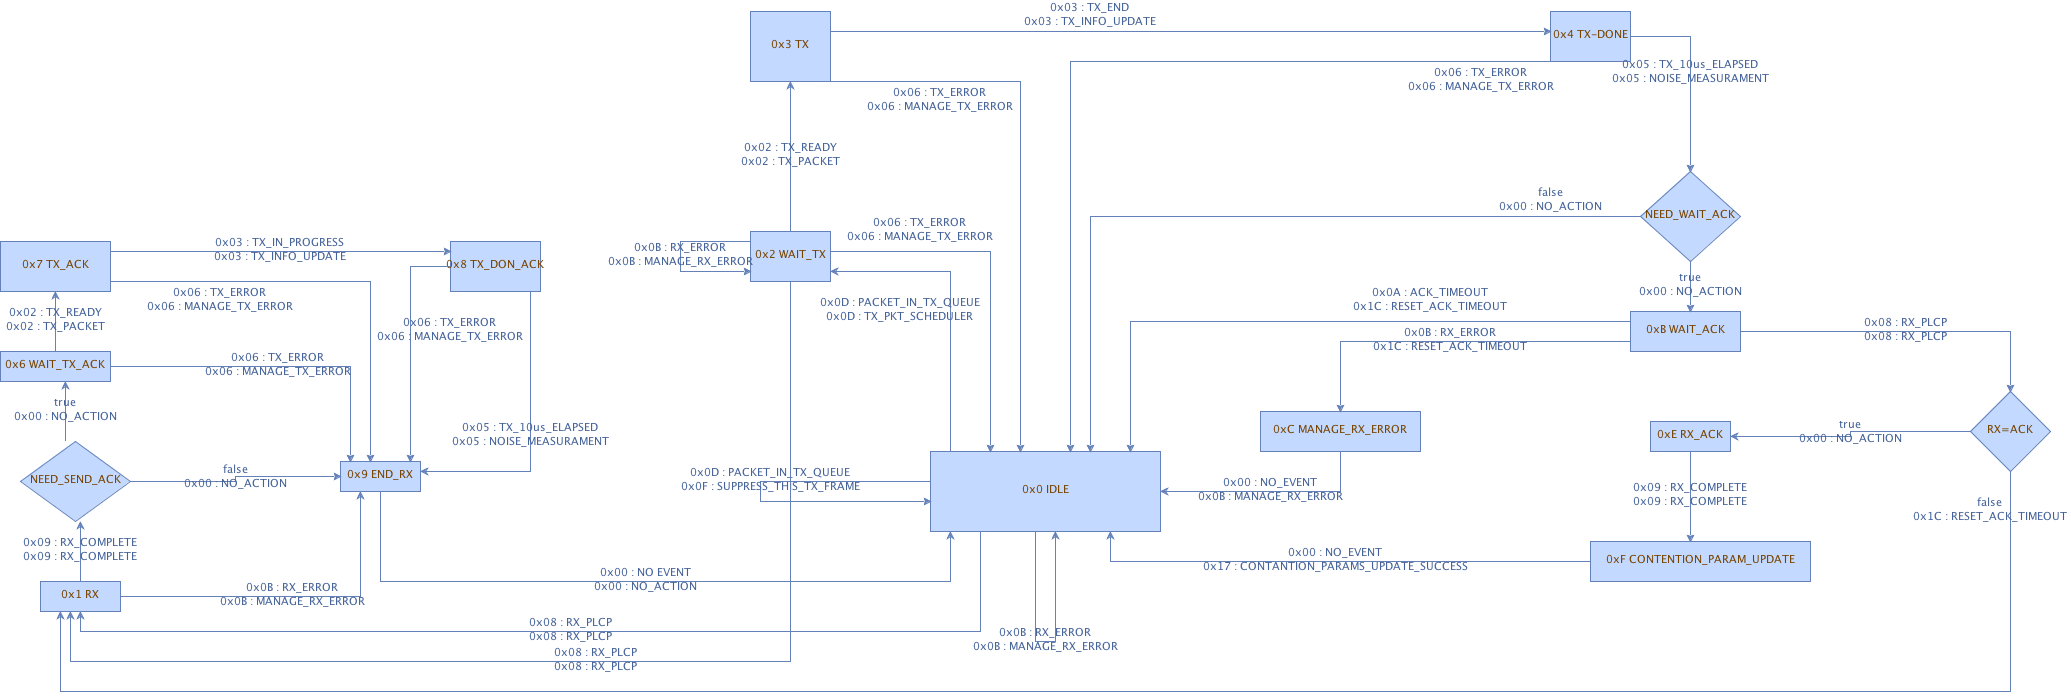 0x03 : TX_END
0x03 : TX_INFO_UPDATE
0x3 TX
0x4 TX-DONE
0x05 : TX_10us_ELAPSED
0x05 : NOISE_MEASURAMENT
0x06 : TX_ERROR
0x06 : MANAGE_TX_ERROR
0x06 : TX_ERROR
0x06 : MANAGE_TX_ERROR
0x02 : TX_READY
0x02 : TX_PACKET
false
0x00 : NO_ACTION
NEED_WAIT_ACK
0x06 : TX_ERROR
0x06 : MANAGE_TX_ERROR
0x03 : TX_IN_PROGRESS
0x03 : TX_INFO_UPDATE
0x0B : RX_ERROR
0x0B : MANAGE_RX_ERROR
0x2 WAIT_TX
0x7 TX_ACK
0x8 TX_DON_ACK
true
0x00 : NO_ACTION
0x06 : TX_ERROR
0x06 : MANAGE_TX_ERROR
0x0D : PACKET_IN_TX_QUEUE
0x0D : TX_PKT_SCHEDULER
0x0A : ACK_TIMEOUT
0x1C : RESET_ACK_TIMEOUT
0x02 : TX_READY
0x02 : TX_PACKET
0x06 : TX_ERROR
0x06 : MANAGE_TX_ERROR
0x0B : RX_ERROR
0x1C : RESET_ACK_TIMEOUT
0xB WAIT_ACK
0x08 : RX_PLCP
0x08 : RX_PLCP
0x6 WAIT_TX_ACK
0x06 : TX_ERROR
0x06 : MANAGE_TX_ERROR
true
0x00 : NO_ACTION
0x05 : TX_10us_ELAPSED
0x05 : NOISE_MEASURAMENT
0xC MANAGE_RX_ERROR
0xE RX_ACK
true
0x00 : NO_ACTION
RX=ACK
NEED_SEND_ACK
false
0x00 : NO_ACTION
0x9 END_RX
0x0D : PACKET_IN_TX_QUEUE
0x0F : SUPPRESS_THIS_TX_FRAME
0x0 IDLE
0x00 : NO_EVENT
0x0B : MANAGE_RX_ERROR
0x09 : RX_COMPLETE
0x09 : RX_COMPLETE
false
0x1C : RESET_ACK_TIMEOUT
0x09 : RX_COMPLETE
0x09 : RX_COMPLETE
0x00 : NO_EVENT
0x17 : CONTANTION_PARAMS_UPDATE_SUCCESS
0xF CONTENTION_PARAM_UPDATE
0x00 : NO EVENT
0x00 : NO_ACTION
0x1 RX
0x0B : RX_ERROR
0x0B : MANAGE_RX_ERROR
0x08 : RX_PLCP
0x08 : RX_PLCP
0x0B : RX_ERROR
0x0B : MANAGE_RX_ERROR
0x08 : RX_PLCP
0x08 : RX_PLCP